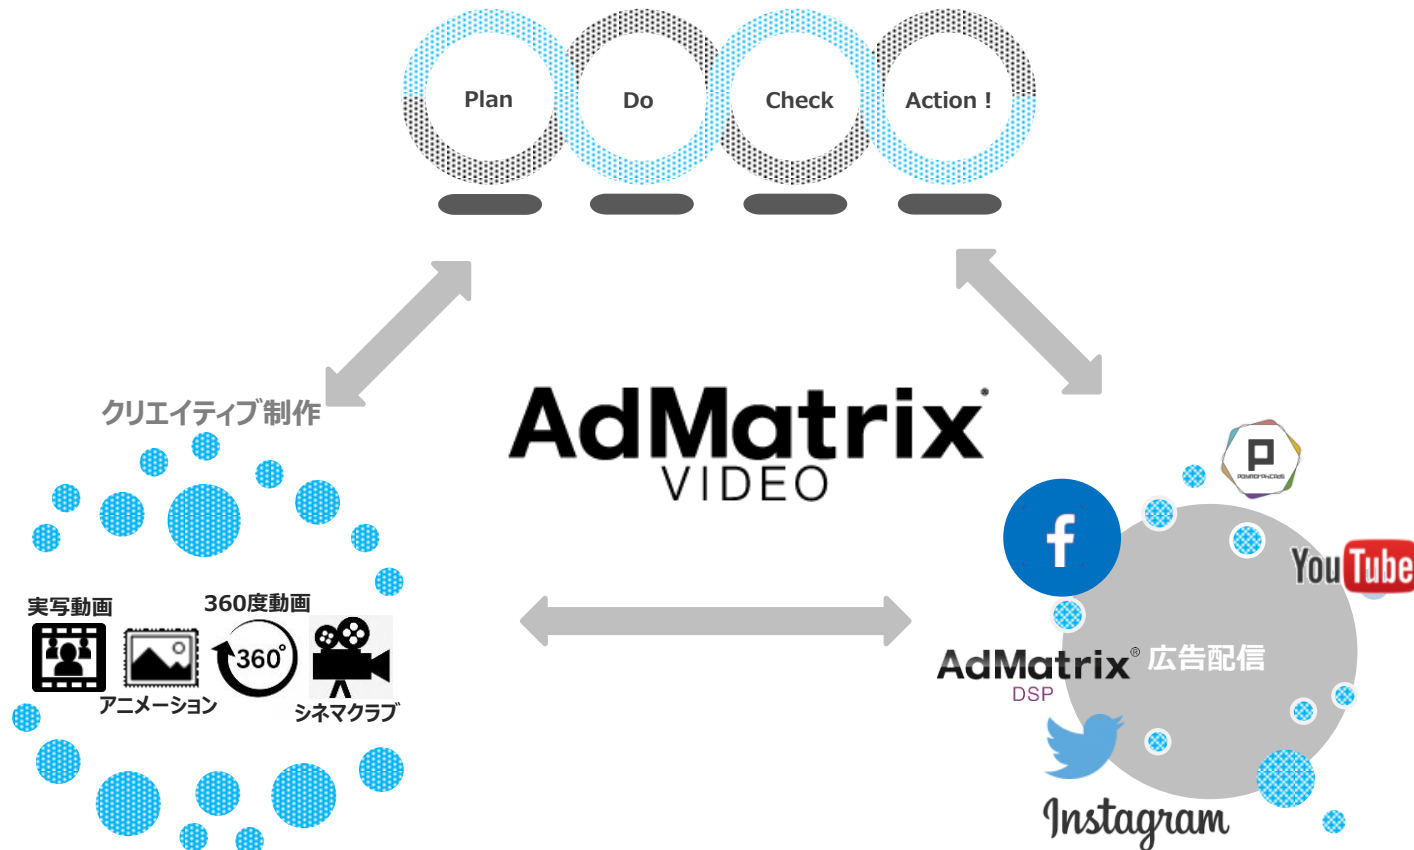 Plan
Do
Check
Action !
AdMatrix
VIDEO
クリエイティブ制作
実写動画
アニメーション
360度動画
360°
シネマクラブ
f
P
POLYMORPHICADS
YouTube
AdMatrix®
DSP
広告配信
Instagram